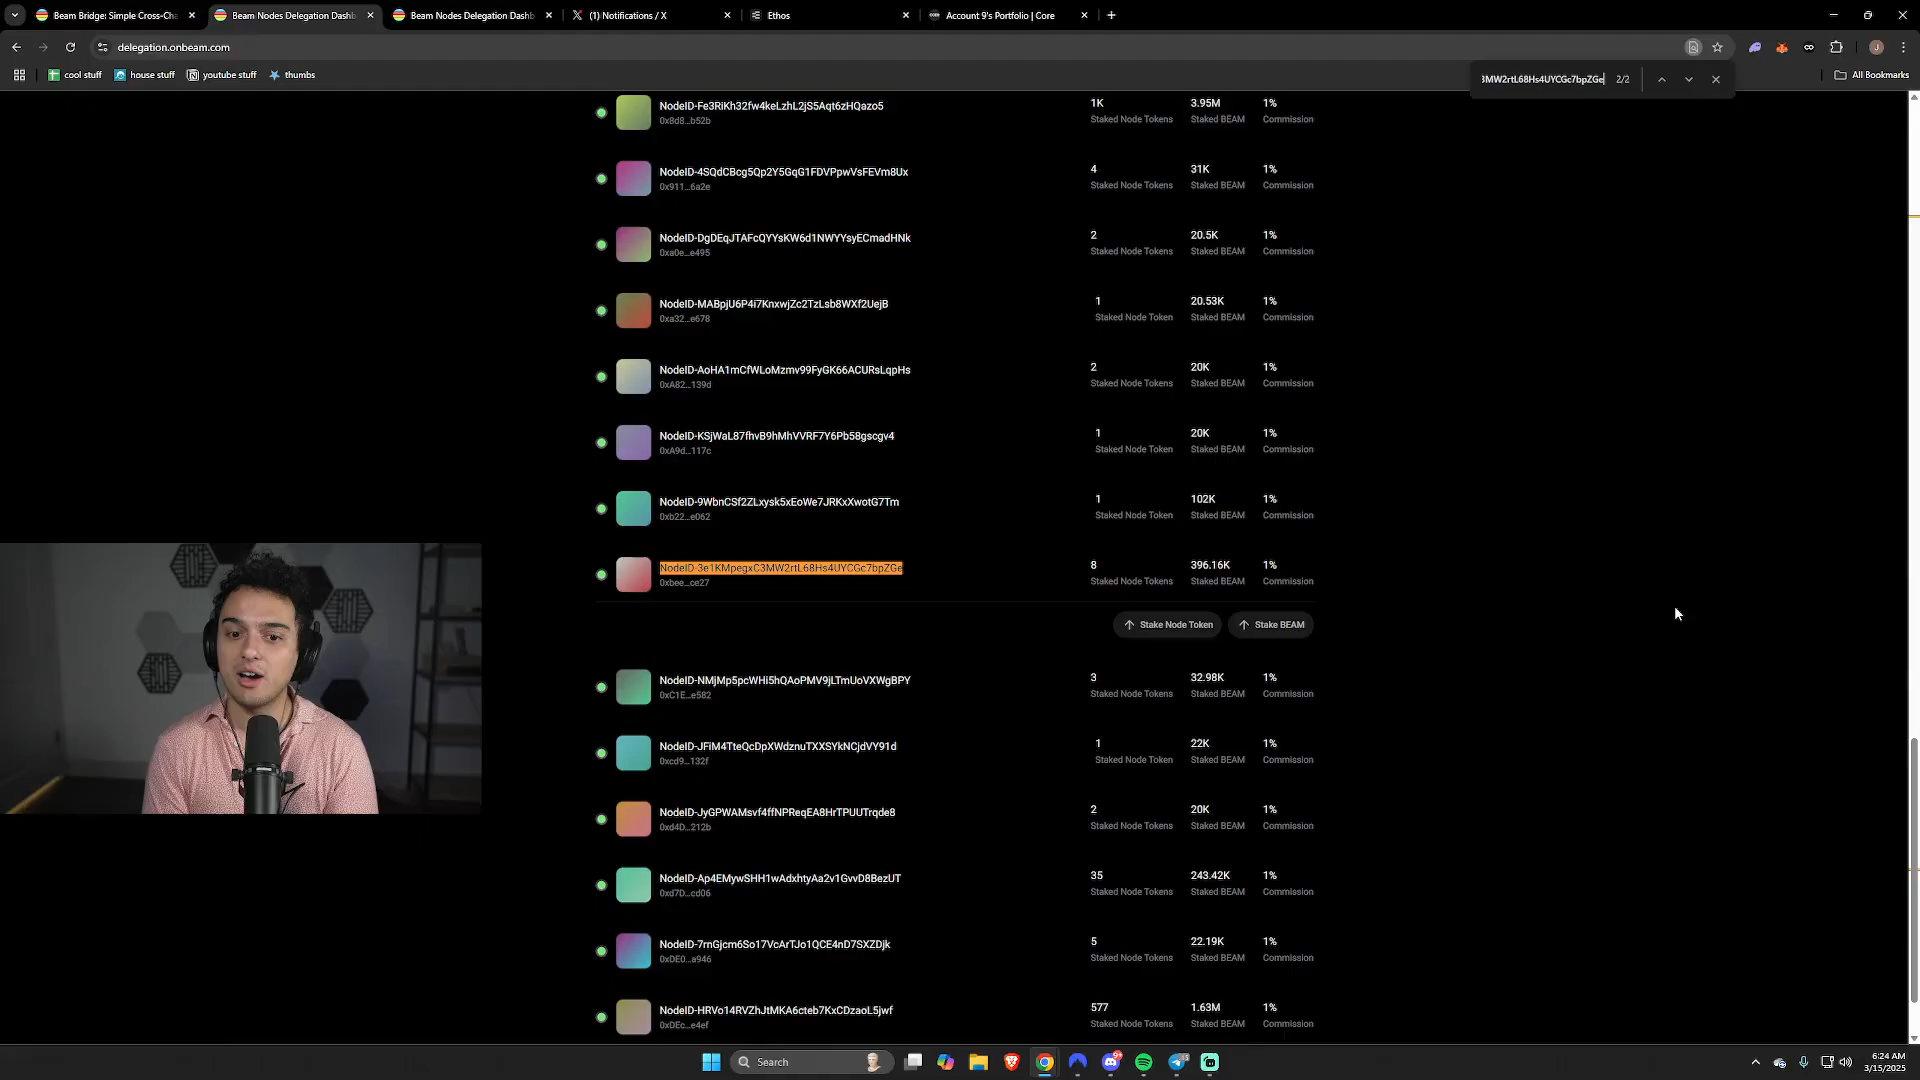 Beam Bridge: Simple Cross-Cha
Beam Nodes Delegation Dashb
Beam Nodes Delegation Dashb
(1) Notifications / X
Ethos
Account 9's Portfolio | Core
delegation.onbeam.com
cool stuff
house stuff
youtube stuff
thumbs
3MW2rtL68Hs4UYCGc7bpZGe
2/2
All Bookmarks
NodeID-Fe3RiKh32fw4keLzhL2jS5Aqt6zHQazo5
0x8d8...b52b
1K
Staked Node Tokens
3.95M
Staked BEAM
1%
Commission
NodeID-4SQdCBcg5Qp2Y5GqG1FDVPpwVsFEVm8Ux
0x911...6a2e
4
Staked Node Tokens
31K
Staked BEAM
1%
Commission
NodeID-DgDEqJTAFcQYYsKW6d1NWYYsyECmadHNk
0xa0e...e495
2
Staked Node Tokens
20.5K
Staked BEAM
1%
Commission
NodeID-MABpjU6P4i7KnxwjZc2TzLsb8WXf2UejB
0xa32...e678
1
Staked Node Token
20.53K
Staked BEAM
1%
Commission
NodeID-AoHA1mCfWLoMzmv99FyGK66ACURsLqpHs
0xA82...139d
2
Staked Node Tokens
20K
Staked BEAM
1%
Commission
NodeID-KSjWaL87fhvB9hMhVVRF7Y6Pb58gscgv4
0xA9d...117c
1
Staked Node Token
20K
Staked BEAM
1%
Commission
NodeID-9WbnCSf2ZLxysk5xEoWe7JRKxXwotG7Tm
0xb22...e062
1
Staked Node Token
102K
Staked BEAM
1%
Commission
NodeID-3e1KMpegxC3MW2rtL68Hs4UYCGc7bpZGe
0xbee...ce27
8
Staked Node Tokens
396.16K
Staked BEAM
1%
Commission
Stake Node Token
Stake BEAM
NodeID-NMjMp5pcWHi5hQAoPMV9jLTmUoVXWgBPY
0xC1E...e582
3
Staked Node Tokens
32.98K
Staked BEAM
1%
Commission
NodeID-JFiM4TteQcDpXWdznuTXXSYkNCjdVY91d
0xcd9...132f
1
Staked Node Token
22K
Staked BEAM
1%
Commission
NodeID-JyGPWAMsvf4ffNPReqEA8HrTPUUTrqde8
0xd4D...212b
2
Staked Node Tokens
20K
Staked BEAM
1%
Commission
NodeID-Ap4EMywSHH1wAdxhtyAa2v1GvvD8BezUT
0xd7D...cd06
35
Staked Node Tokens
243.42K
Staked BEAM
1%
Commission
NodeID-7rnGjcm6So17VcArTJo1QCE4nD7SXZDjk
0xDE0...a946
5
Staked Node Tokens
22.19K
Staked BEAM
1%
Commission
NodeID-HRVo14RVZhJtMKA6cteb7KxCDzaoL5jwf
0xDEc...e4ef
577
Staked Node Tokens
1.63M
Staked BEAM
1%
Commission
Search
6:24 AM
3/15/2025